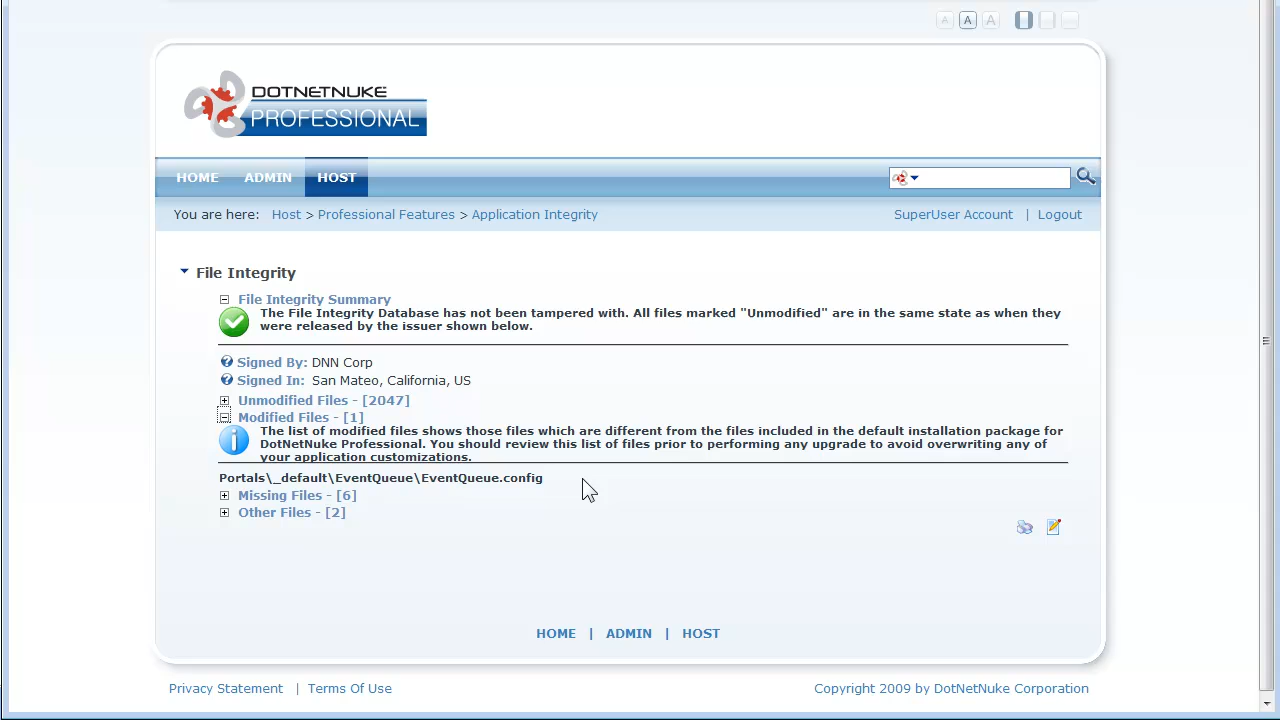 A A A
DOTNETNUKE
PROFESSIONAL
HOME ADMIN HOST
You are here: Host > Professional Features > Application Integrity SuperUser Account | Logout
File Integrity
File Integrity Summary
The File Integrity Database has not been tampered with. All files marked "Unmodified" are in the same state as when they
were released by the issuer shown below.
Signed By: DNN Corp
Signed In: San Mateo, California, US
Unmodified Files - [2047]
Modified Files - [1]
The list of modified files shows those files which are different from the files included in the default installation package for
DotNetNuke Professional. You should review this list of files prior to performing any upgrade to avoid overwriting any of
your application customizations.
Portals\_default\EventQueue\EventQueue.config
Missing Files - [6]
Other Files - [2]
HOME | ADMIN | HOST
Privacy Statement | Terms Of Use Copyright 2009 by DotNetNuke Corporation